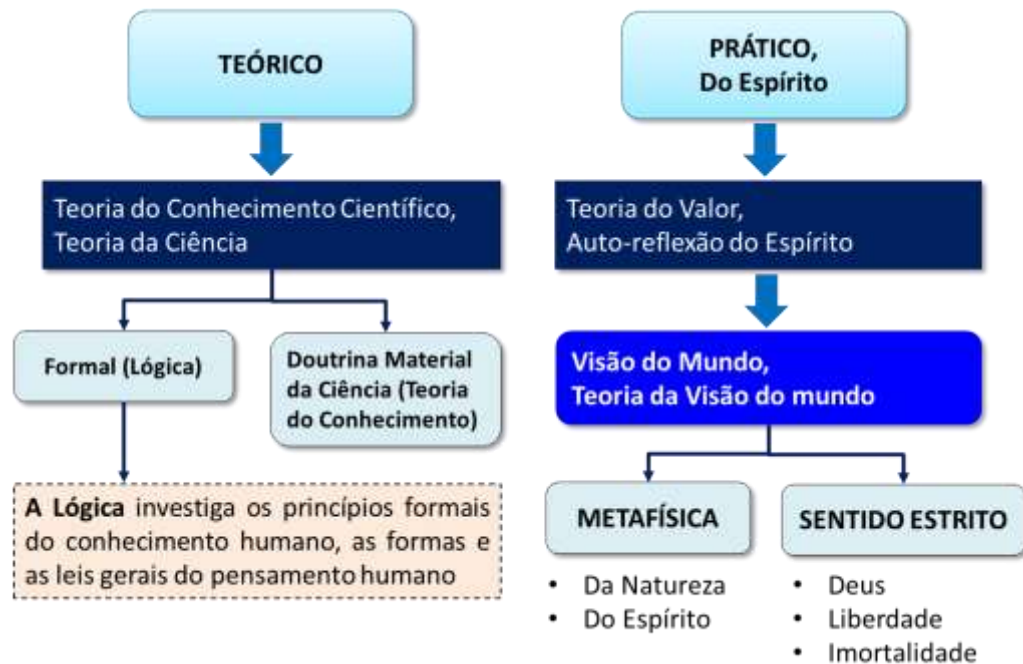 TEÓRICO
Teoria do Conhecimento Científico,
Teoria da Ciência
Formal (Lógica)
Doutrina Material
da Ciência (Teoria
do Conhecimento)
A Lógica investiga os princípios formais
do conhecimento humano, as formas e
as leis gerais do pensamento humano
PRÁTICO,
Do Espírito
Teoria do Valor,
Auto-reflexão do Espírito
Visão do Mundo,
Teoria da Visão do mundo
METAFÍSICA
• Da Natureza
• Do Espírito
SENTIDO ESTRITO
• Deus
• Liberdade
• Imortalidade